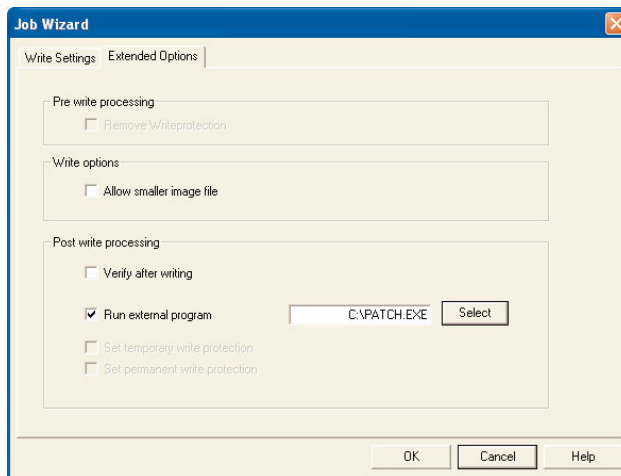 Job Wizard
Write Settings Extended Options
Pre write processing
Remove Writeprotection
Write options
Allow smaller image file
Post write processing
Verify after writing
Run external program C:\PATCH.EXE Select
Set temporary write protection
Set permanent write protection
OK Cancel Help